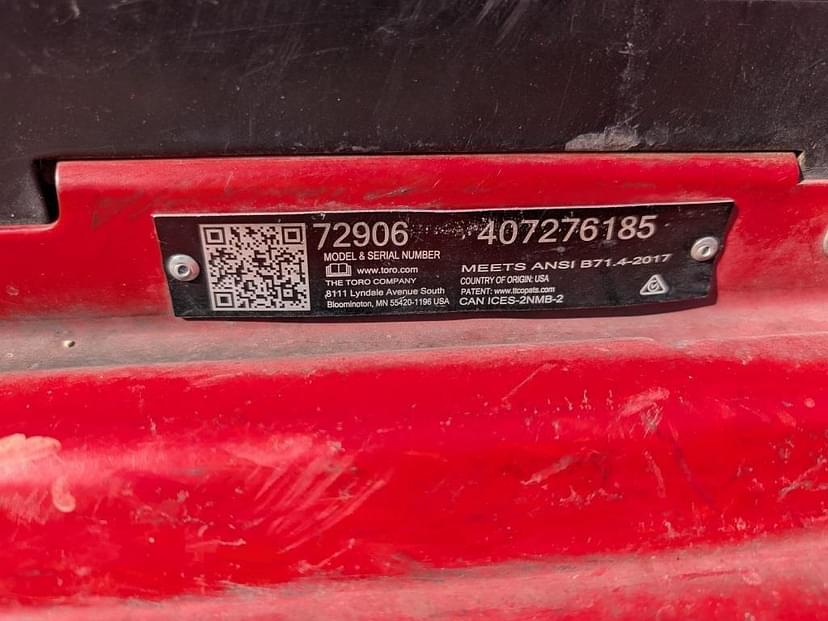 72906 407276185
MODEL & SERIAL NUMBER
www.toro.com
THE TORO COMPANY
8111 Lyndale Avenue South
Bloomington, MN 55420-1196 USA
MEETS ANSI B71.4-2017
COUNTRY OF ORIGIN: USA
PATENT: www.ttcopats.com
CAN ICES-2NMB-2